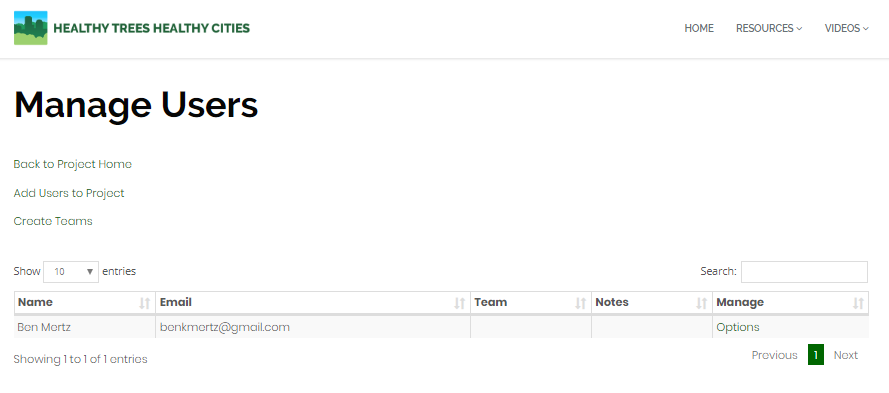 HEALTHY TREES HEALTHY CITIES
HOME RESOURCES VIDEOS
Manage Users
Back to Project Home
Add Users to Project
Create Teams
Show 10 entries Search:
Name Email Team Notes Manage
Ben Mertz benkmertz@gmail.com Options
Showing 1 to 1 of 1 entries Previous 1 Next